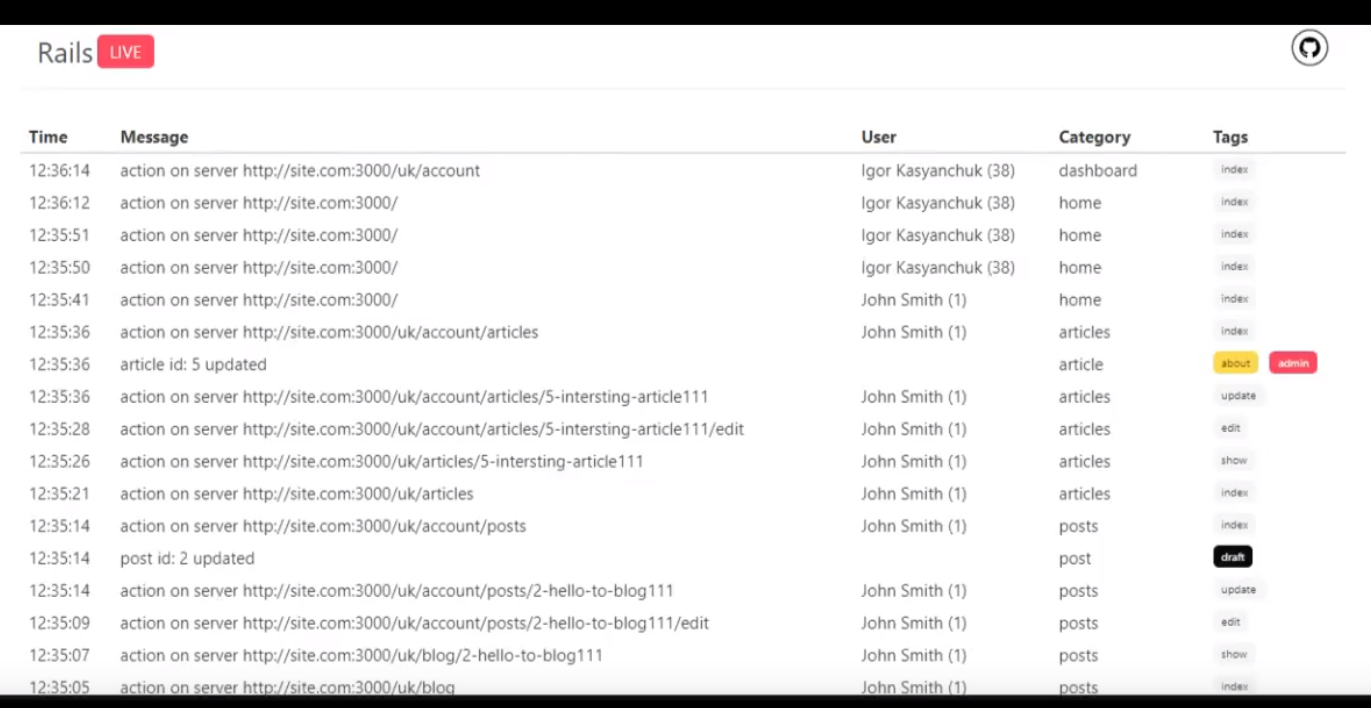 Rails LIVE
Time Message User Category Tags
12:36:14 action on server http://site.com:3000/uk/account Igor Kasyanchuk (38) dashboard index
12:36:12 action on server http://site.com:3000/ Igor Kasyanchuk (38) home index
12:35:51 action on server http://site.com:3000/ Igor Kasyanchuk (38) home index
12:35:50 action on server http://site.com:3000/ Igor Kasyanchuk (38) home index
12:35:41 action on server http://site.com:3000/ John Smith (1) home index
12:35:36 action on server http://site.com:3000/uk/account/articles John Smith (1) articles index
12:35:36 article id: 5 updated article about admin
12:35:36 action on server http://site.com:3000/uk/account/articles/5-intersting-article111 John Smith (1) articles update
12:35:28 action on server http://site.com:3000/uk/account/articles/5-intersting-article111/edit John Smith (1) articles edit
12:35:26 action on server http://site.com:3000/uk/articles/5-intersting-article111 John Smith (1) articles show
12:35:21 action on server http://site.com:3000/uk/articles John Smith (1) articles index
12:35:14 action on server http://site.com:3000/uk/account/posts John Smith (1) posts index
12:35:14 post id: 2 updated post draft
12:35:14 action on server http://site.com:3000/uk/account/posts/2-hello-to-blog111 John Smith (1) posts update
12:35:09 action on server http://site.com:3000/uk/account/posts/2-hello-to-blog111/edit John Smith (1) posts edit
12:35:07 action on server http://site.com:3000/uk/blog/2-hello-to-blog111 John Smith (1) posts show
12:35:05 action on server http://site.com:3000/uk/blog John Smith (1) posts index